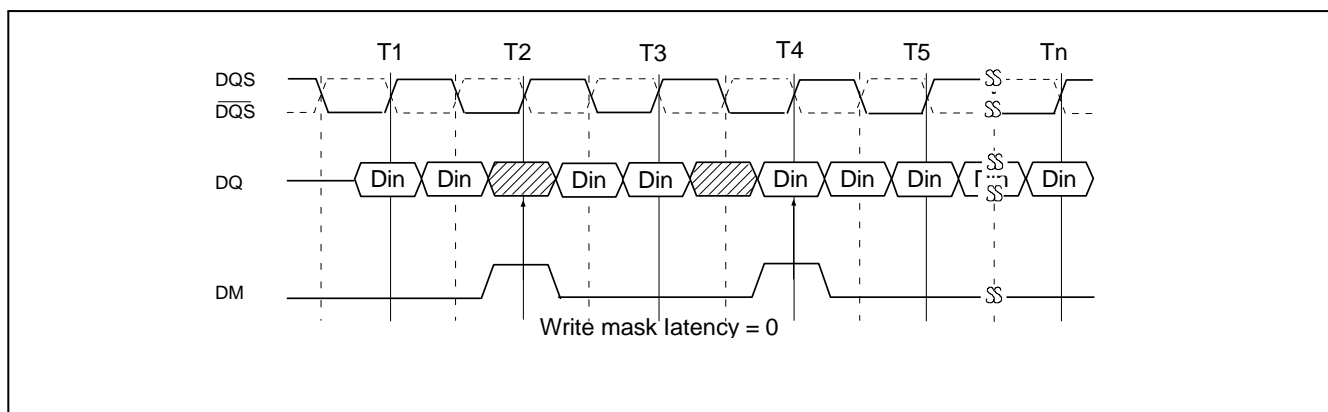 T1 T2 T3 T4 T5 Tn
DQS
DQS
DQ Din Din Din Din Din Din Din Din
DM
Write mask latency = 0